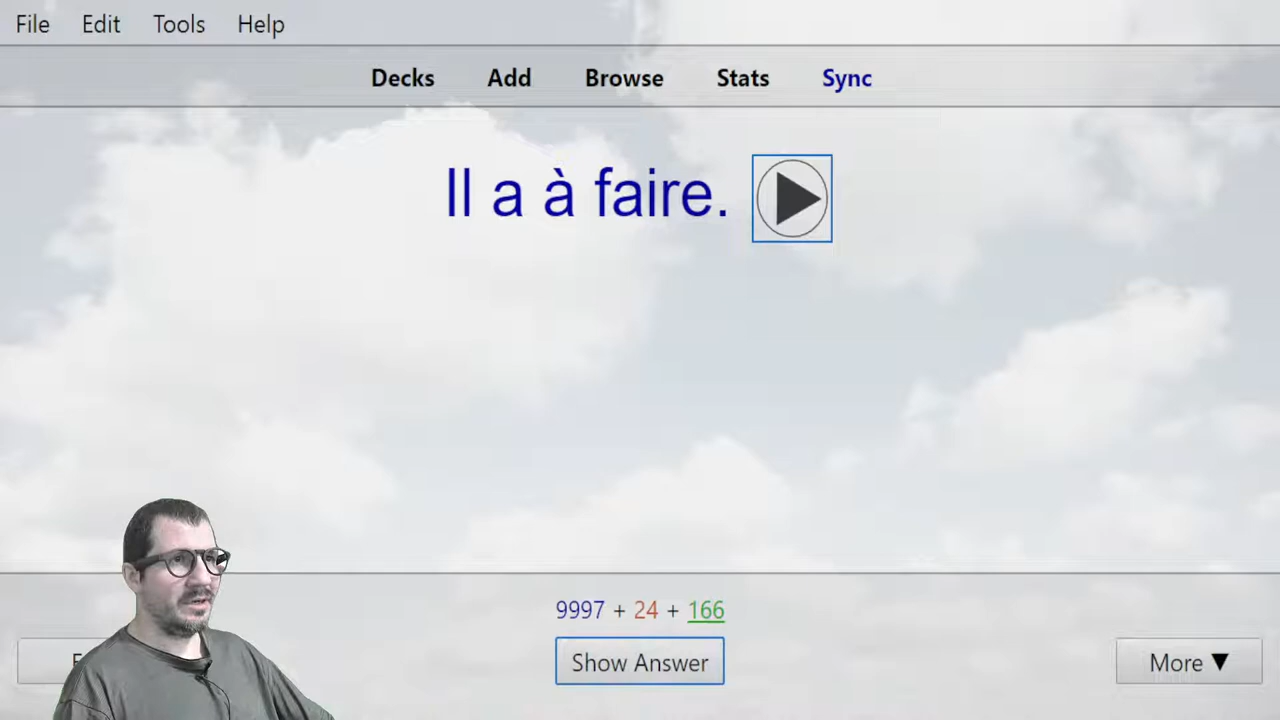 File Edit Tools Help
Decks Add Browse Stats Sync
Il a à faire.
9997 + 24 + 166
Show Answer
More ▼